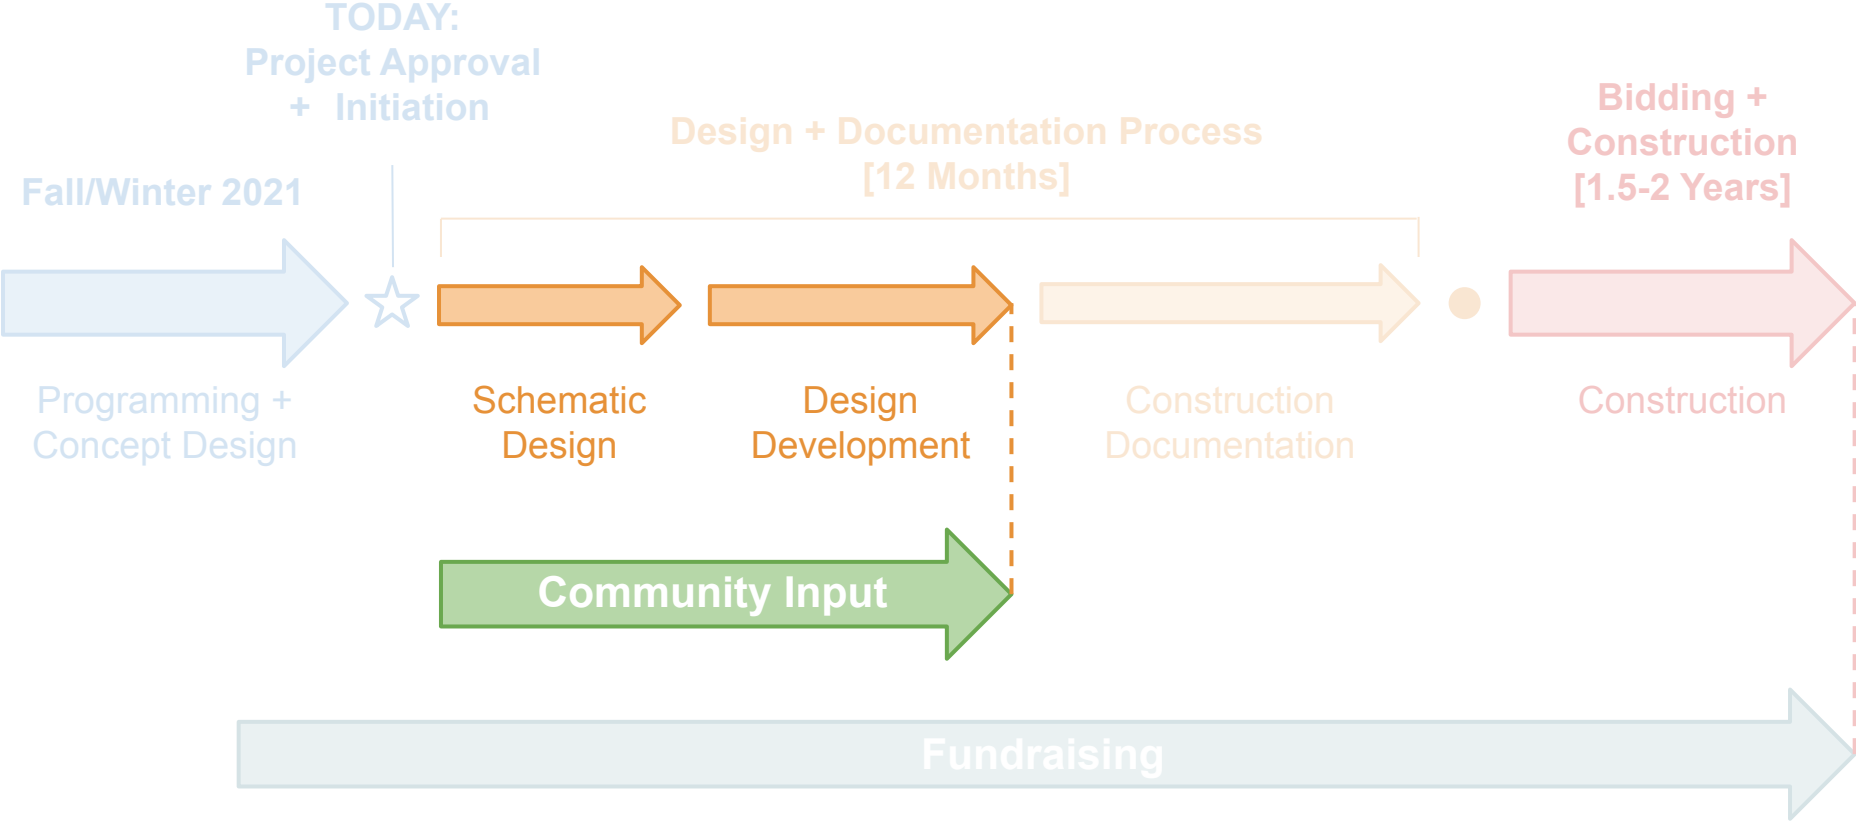 TODAY:
Project Approval
+ Initiation
Fall/Winter 2021
Design + Documentation Process
[12 Months]
Bidding +
Construction
[1.5-2 Years]
Programming +
Concept Design
Schematic
Design
Design
Development
Construction
Documentation
Construction
Community Input
Fundraising